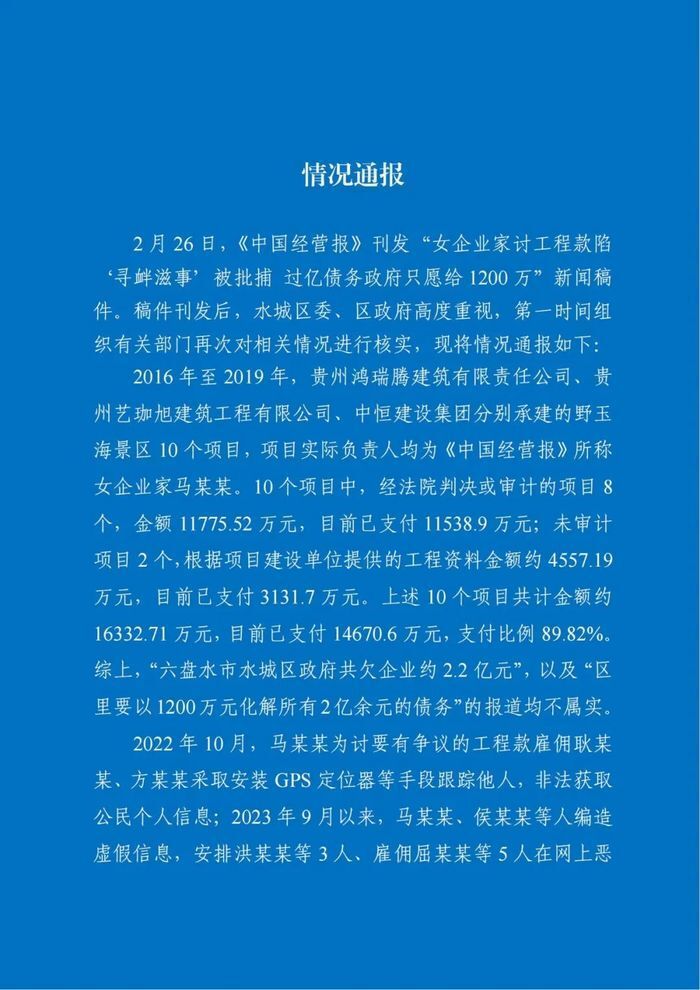 情况通报
2 月 26 日，《中国经营报》刊发“女企业家讨工程款陷
‘寻衅滋事’被批捕 过亿债务政府只愿给 1200 万”新闻稿
件。稿件刊发后，水城区委、区政府高度重视，第一时间组
织有关部门再次对相关情况进行核实，现将情况通报如下：
2016 年至 2019 年，贵州鸿瑞腾建筑有限责任公司、贵
州艺珈旭建筑工程有限公司、中恒建设集团分别承建的野玉
海景区 10 个项目，项目实际负责人均为《中国经营报》所称
女企业家马某某。10 个项目中，经法院判决或审计的项目 8
个，金额 11775.52 万元，目前已支付 11538.9 万元；未审计
项目 2 个，根据项目建设单位提供的工程资料金额约 4557.19
万元，目前已支付 3131.7 万元。上述 10 个项目共计金额约
16332.71 万元，目前已支付 14670.6 万元，支付比例 89.82%。
综上，“六盘水市水城区政府共欠企业约 2.2 亿元”，以及“区
里要以 1200 万元化解所有 2 亿余元的债务”的报道均不属实。
2022 年 10 月，马某某为讨要有争议的工程款雇佣耿某
某、方某某采取安装 GPS 定位器等手段跟踪他人，非法获取
公民个人信息；2023 年 9 月以来，马某某、侯某某等人编造
虚假信息，安排洪某某等 3 人、雇佣屈某某等 5 人在网上恶